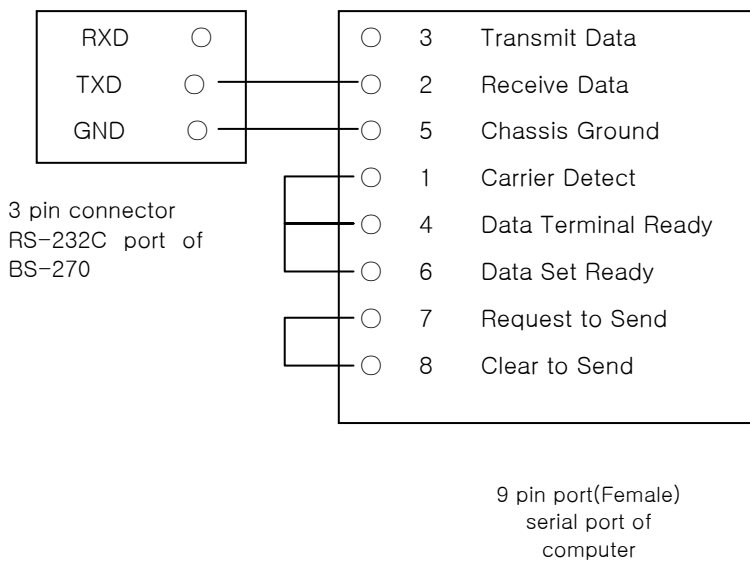 RXD
TXD
GND
3 pin connector
RS-232C port of
BS-270
3 Transmit Data
2 Receive Data
5 Chassis Ground
1 Carrier Detect
4 Data Terminal Ready
6 Data Set Ready
7 Request to Send
8 Clear to Send
9 pin port(Female)
serial port of
computer